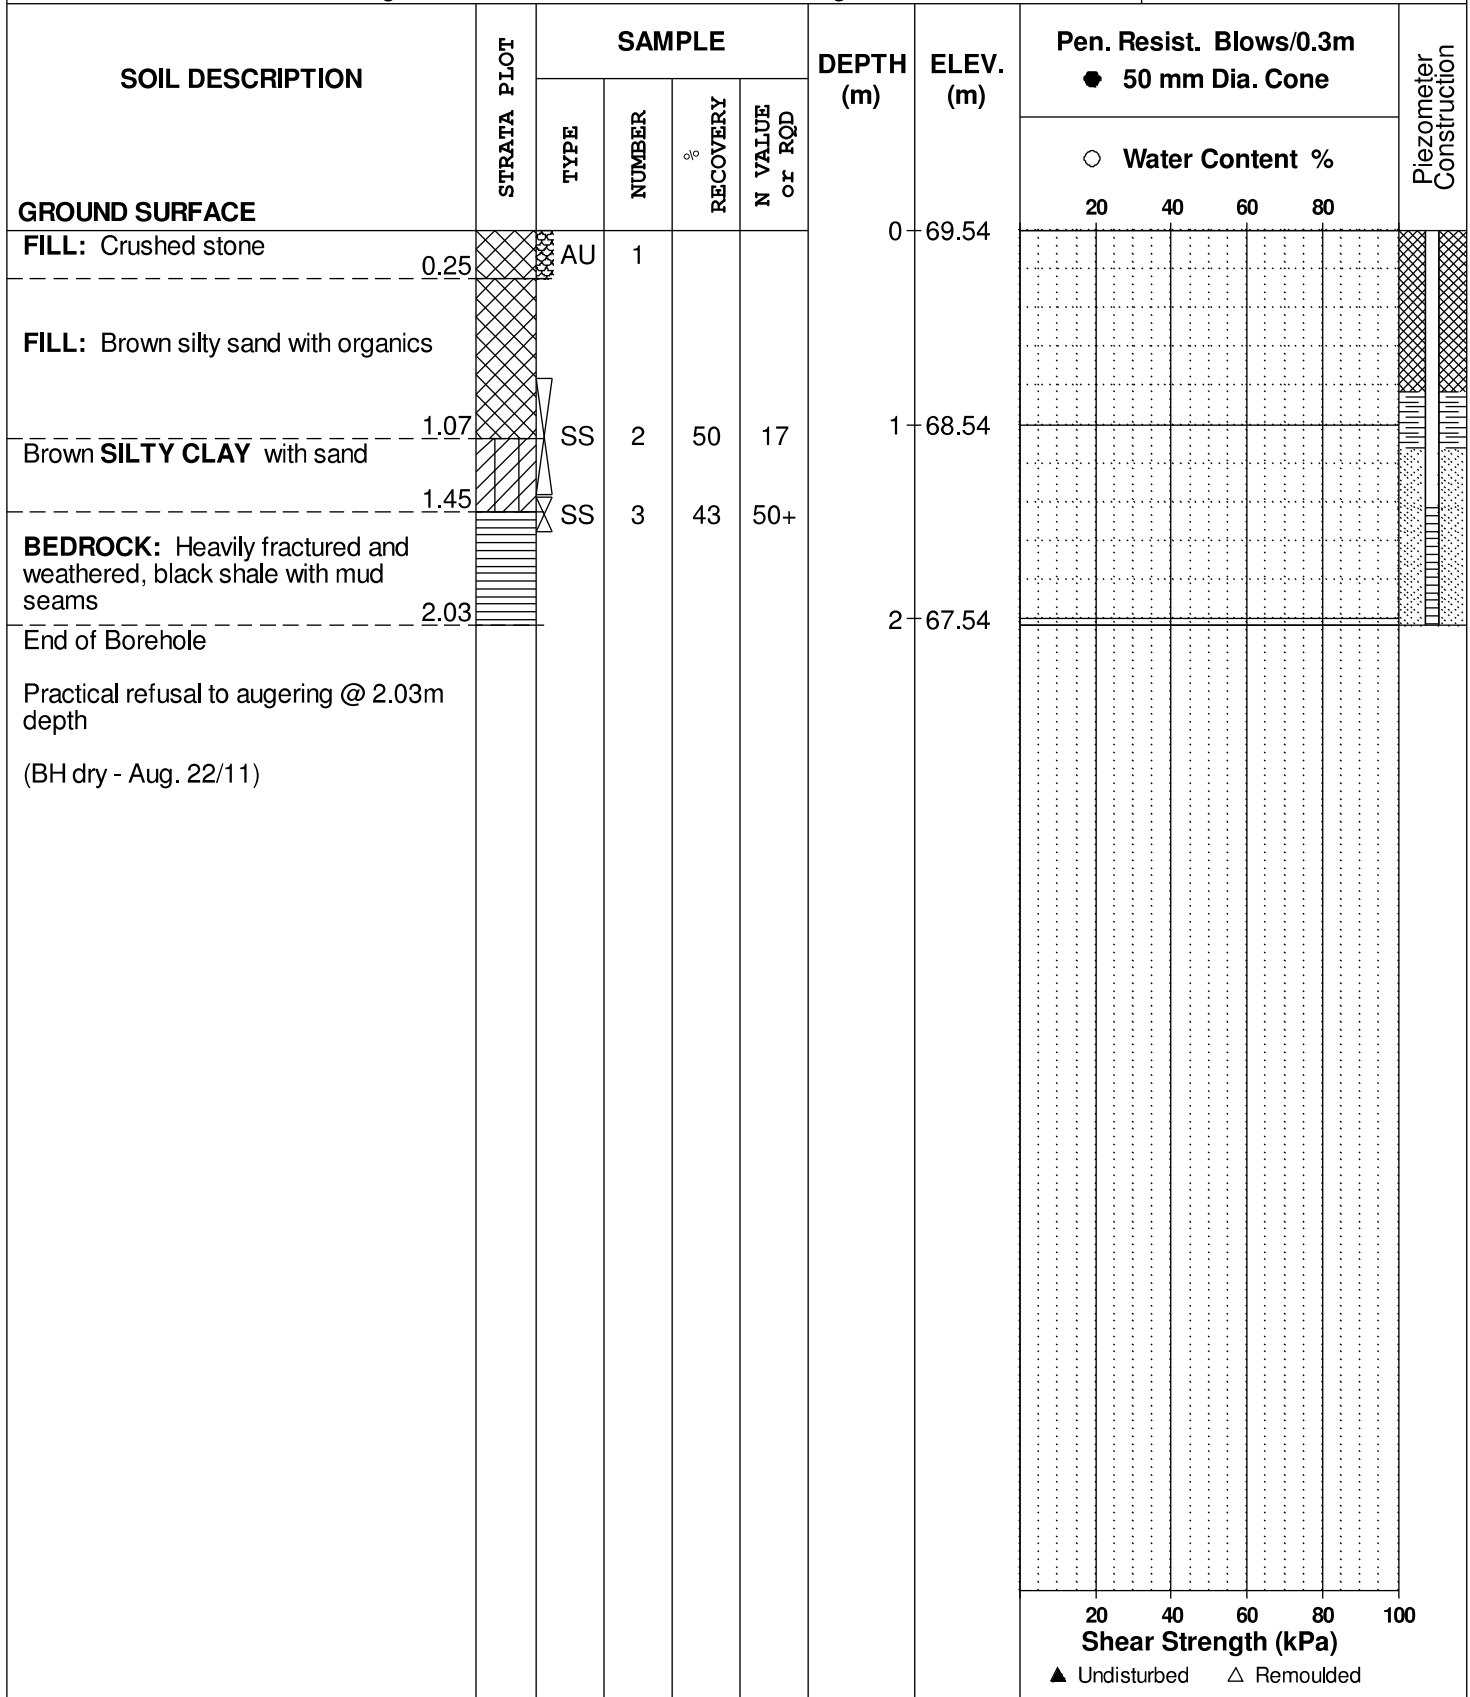 SOIL DESCRIPTION
STRATA PLOT
SAMPLE
TYPE
NUMBER
% RECOVERY
N VALUE or RQD
DEPTH (m)
ELEV. (m)
Pen. Resist. Blows/0.3m
● 50 mm Dia. Cone
○ Water Content %
20 40 60 80
Piezometer Construction
GROUND SURFACE
0 69.54
FILL: Crushed stone
0.25
AU 1
FILL: Brown silty sand with organics
1.07
SS 2 50 17
1 68.54
Brown SILTY CLAY with sand
1.45
SS 3 43 50+
BEDROCK: Heavily fractured and
weathered, black shale with mud
seams
2.03
2 67.54
End of Borehole
Practical refusal to augering @ 2.03m
depth
(BH dry - Aug. 22/11)
20 40 60 80 100
Shear Strength (kPa)
▲ Undisturbed △ Remoulded